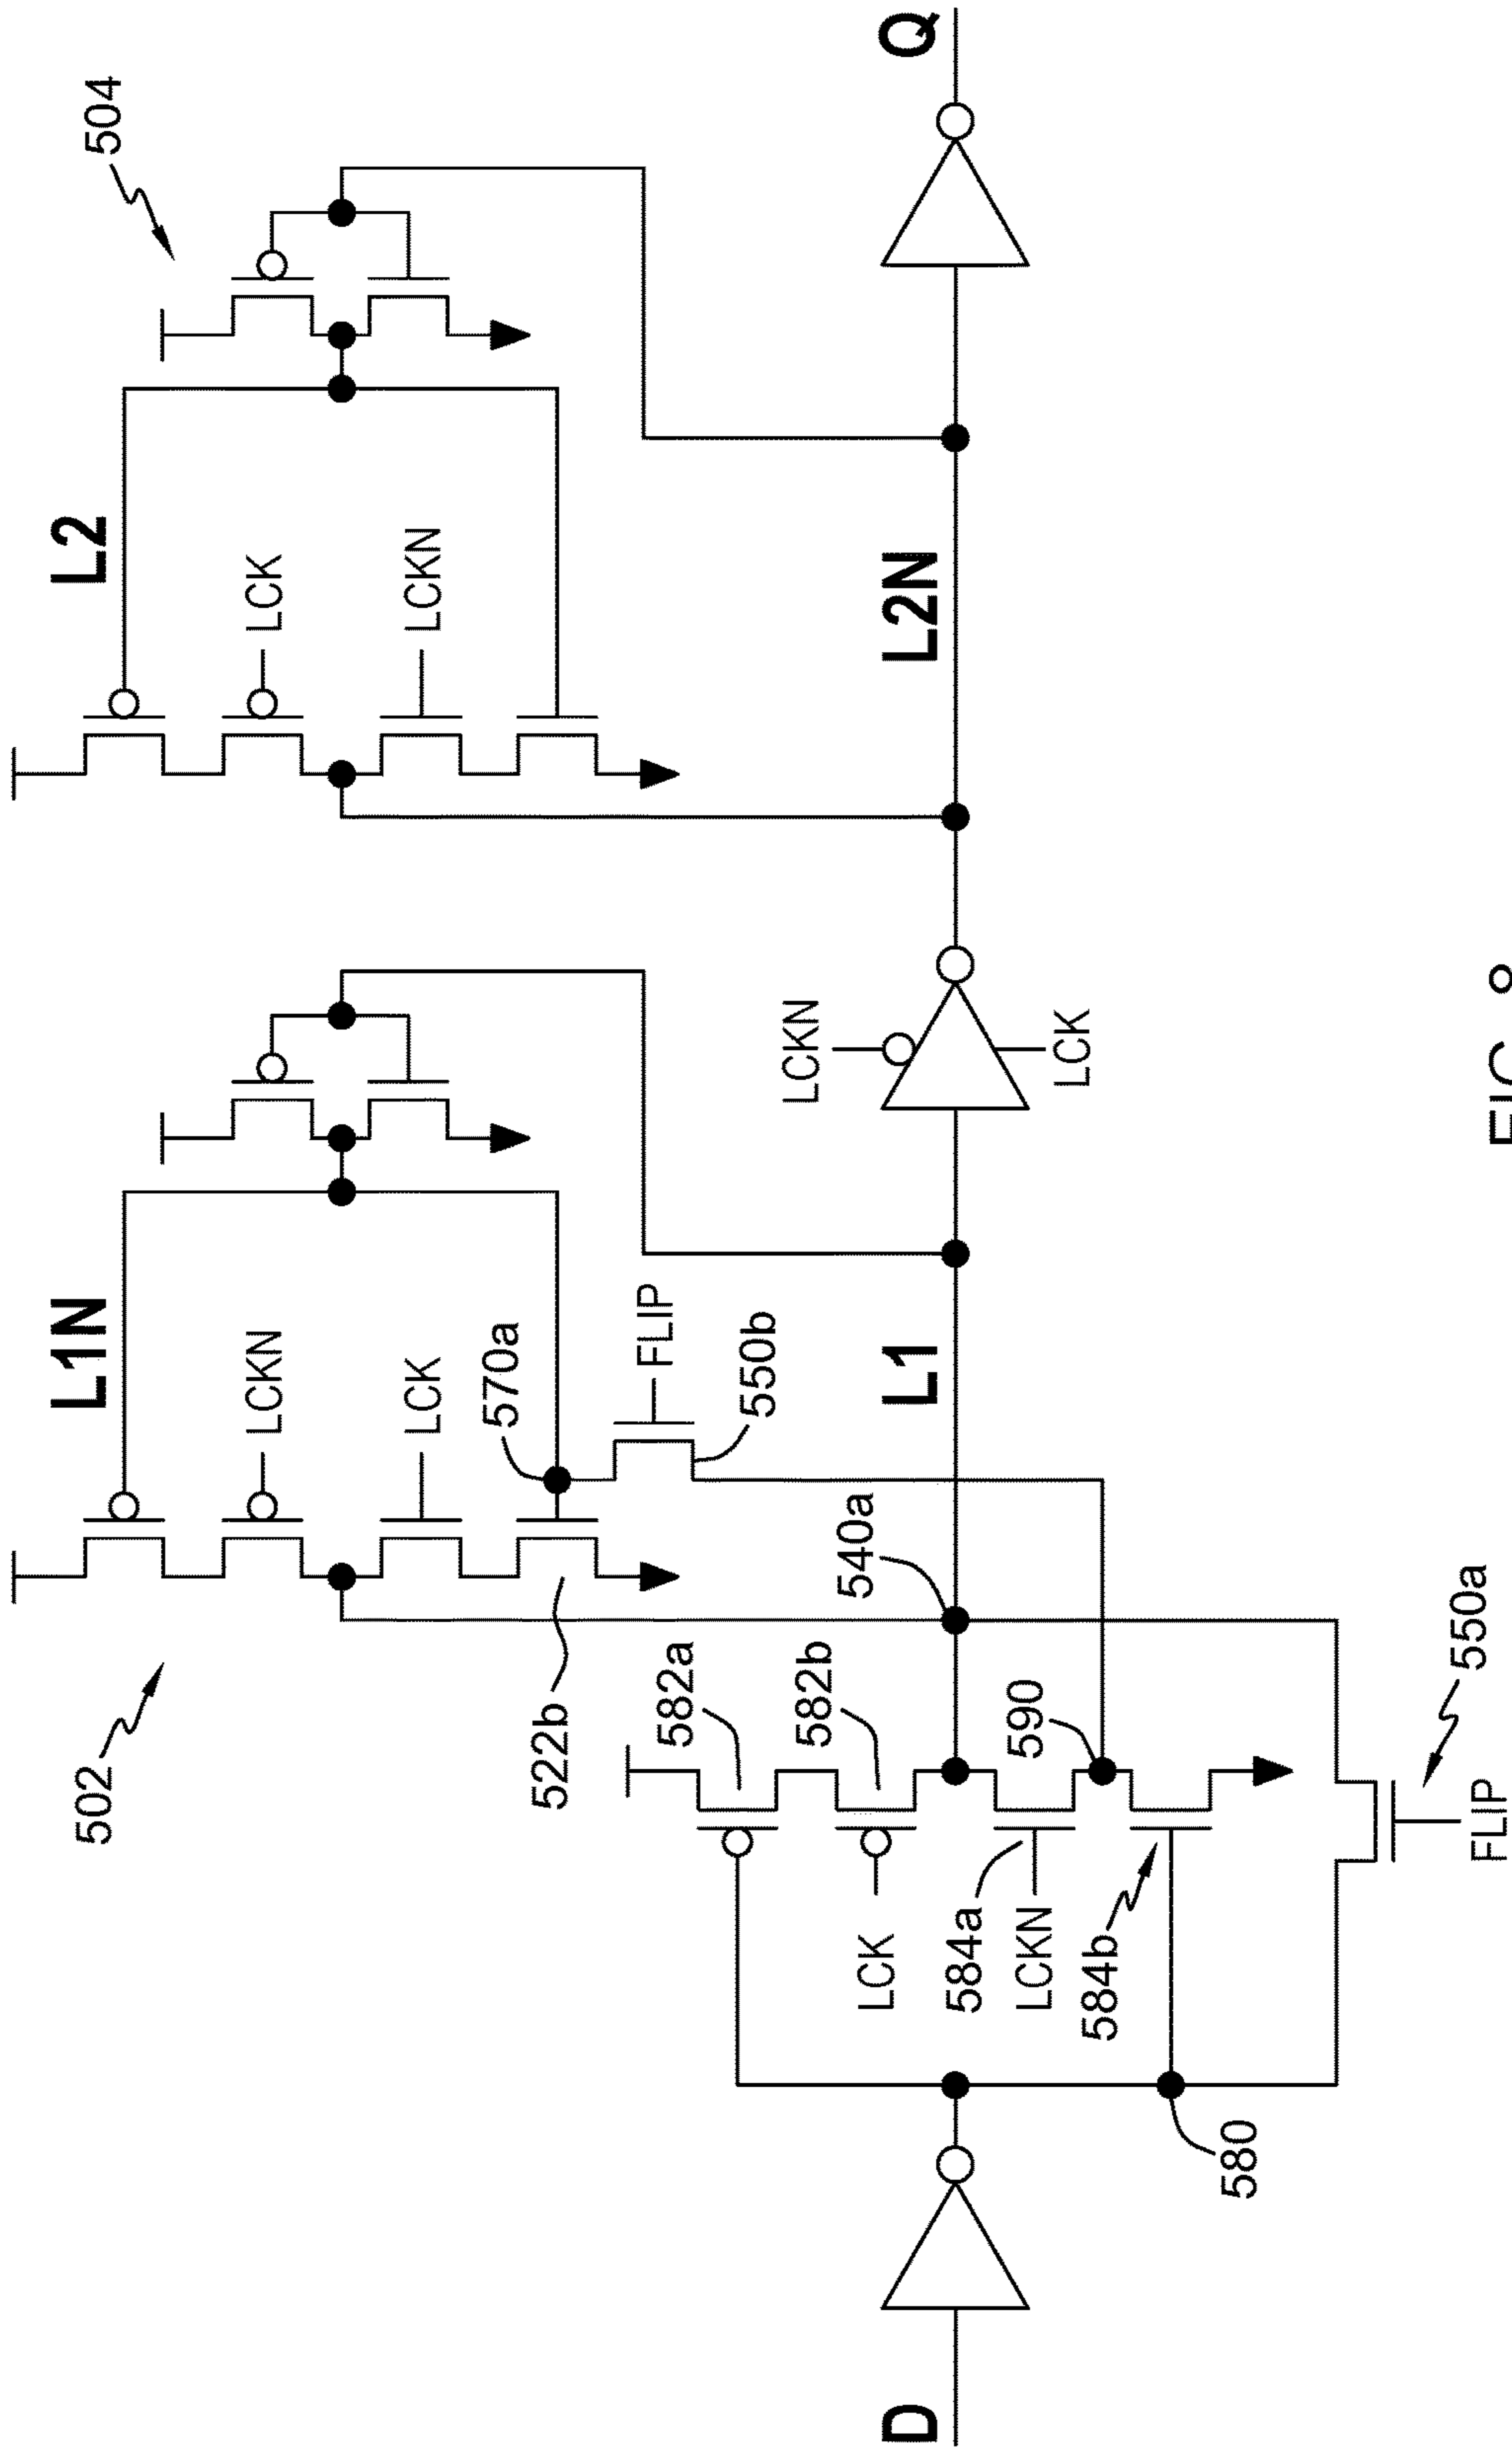 504
L2
LCK
LCKN
Q
L2N
502
L1N
LCKN
LCK
570a
FLIP
550b
522b
LCKN
LCK
L1
540a
582a
582b
590
LCK
584a
LCKN
584b
580
550a
FLIP
D